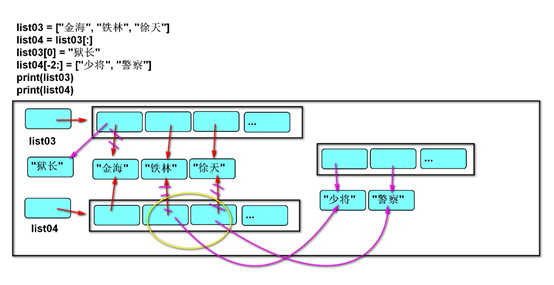 list03 = ["金海", "铁林", "徐天"]
list04 = list03[:]
list03[0] = "狱长"
list04[-2:] = ["少将", "警察"]
print(list03)
print(list04)
...
list03
...
"狱长" "金海" "铁林" "徐天"
"少将" "警察"
...
list04